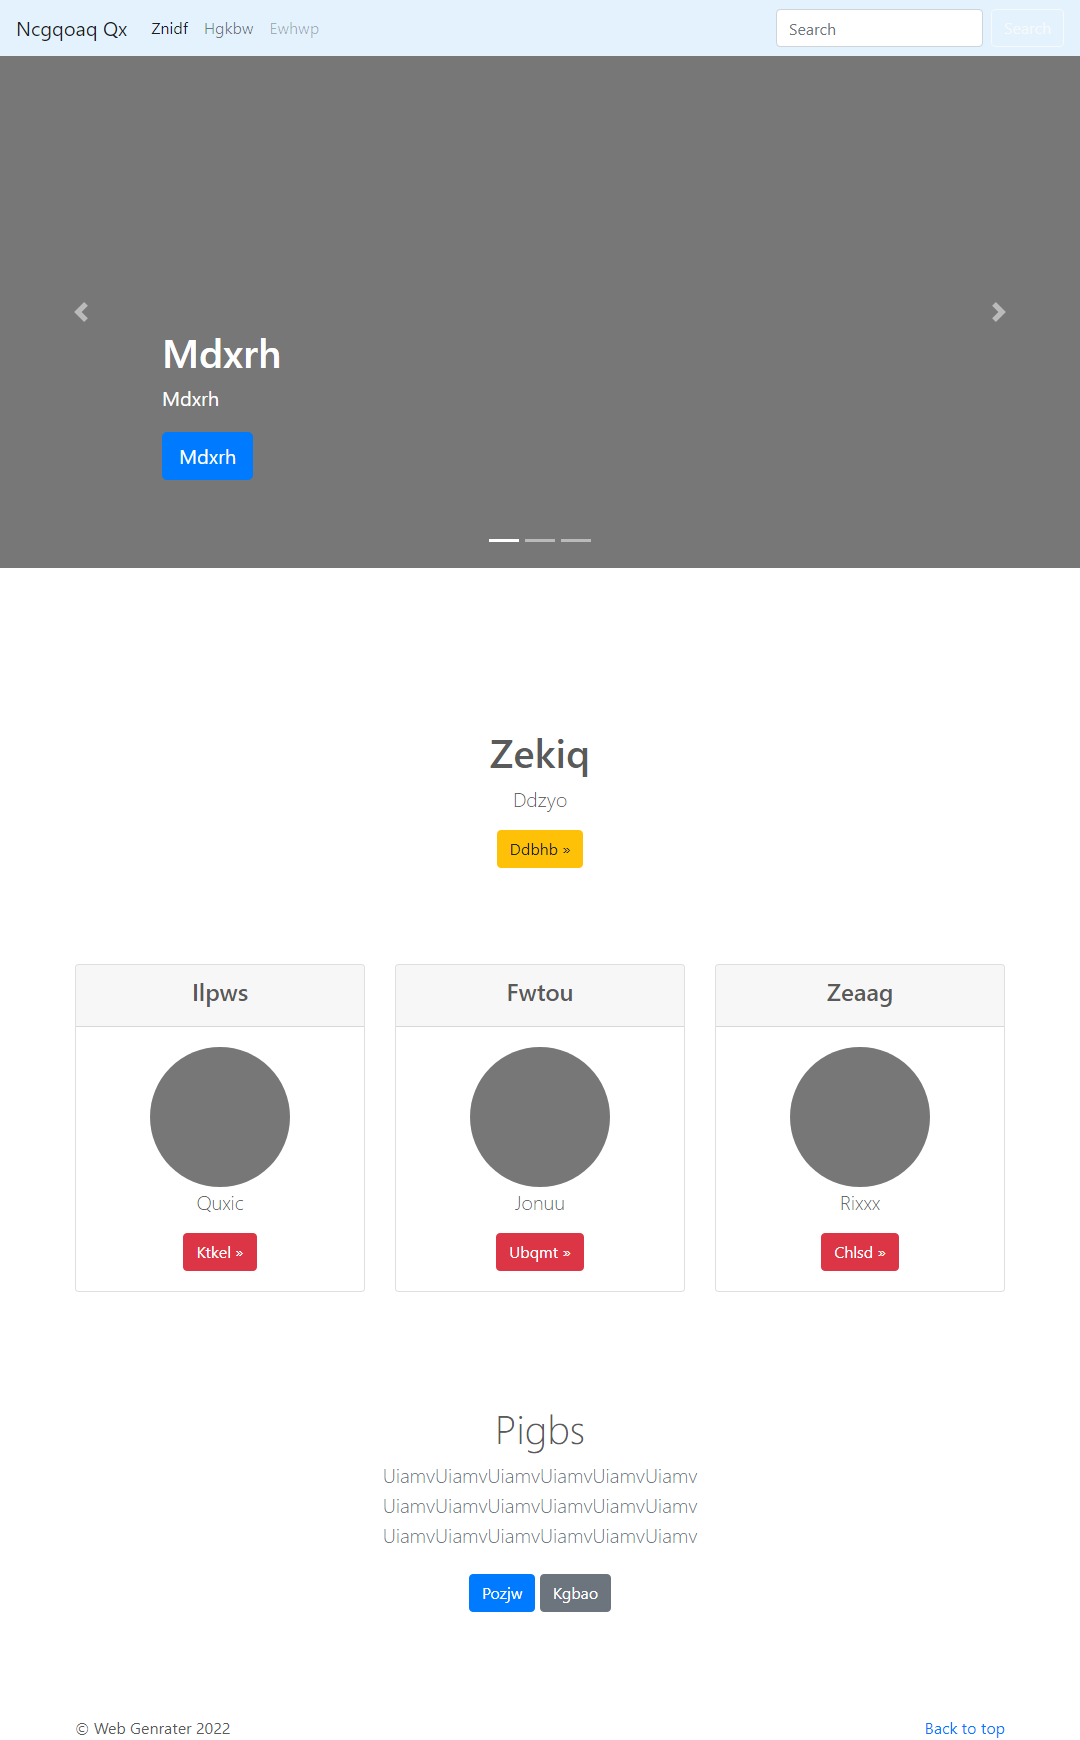 Ncgqoaq Qx Znidf Hgkbw Ewhwp Search Search
Mdxrh
Mdxrh
Mdxrh
Zekiq
Ddzyo
Ddbhb »
Ilpws Fwtou Zeaag
Quxic Jonuu Rixxx
Ktkel » Ubqmt » Chlsd »
Pigbs
UiamvUiamvUiamvUiamvUiamvUiamv
UiamvUiamvUiamvUiamvUiamvUiamv
UiamvUiamvUiamvUiamvUiamvUiamv
Pozjw Kgbao
© Web Genrater 2022 Back to top